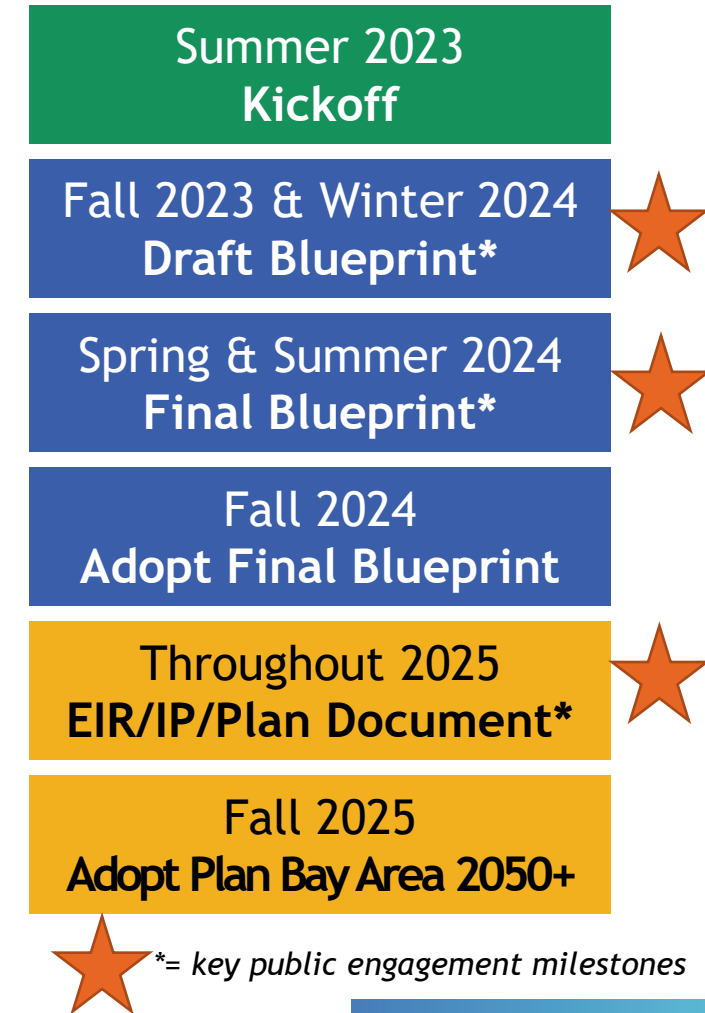 Summer 2023
Kickoff
Fall 2023 & Winter 2024
Draft Blueprint*
Spring & Summer 2024
Final Blueprint*
Fall 2024
Adopt Final Blueprint
Throughout 2025
EIR/IP/Plan Document*
Fall 2025
Adopt Plan Bay Area 2050+
*= key public engagement milestones